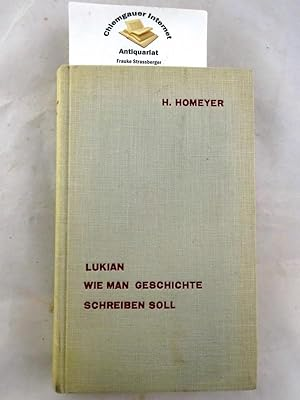 Chiemgauer Internet
Antiquariat
Frauke Strassberger
H. HOMEYER
LUKIAN
WIE MAN GESCHICHTE
SCHREIBEN SOLL